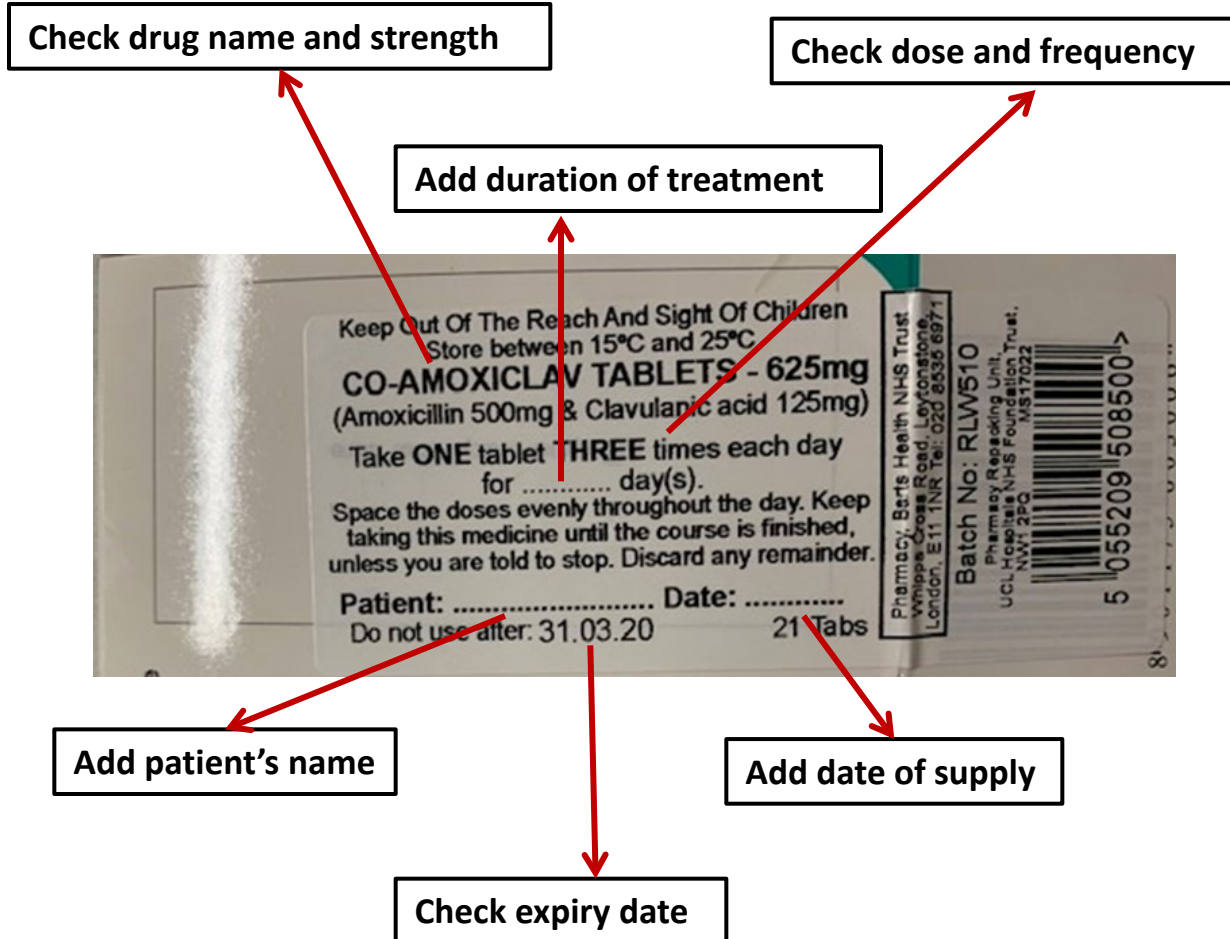 Check drug name and strength
Check dose and frequency
Add duration of treatment
Keep Out Of The Reach And Sight Of Children
Store between 15°C and 25°C
CO-AMOXICLAV TABLETS - 625mg
(Amoxicillin 500mg & Clavulanic acid 125mg)
Take ONE tablet THREE times each day
for ............ day(s).
Space the doses evenly throughout the day. Keep
taking this medicine until the course is finished,
unless you are told to stop. Discard any remainder.
Patient: ........................ Date: ............
Do not use after: 31.03.20 21 Tabs
Pharmacy, Barts Health NHS Trust
Whipps Cross Road, Leytonstone,
London, E11 1NR Tel: 020 8535 6971
Batch No: RLW510
Pharmacy Repacking Unit,
UCL Hospitals NHS Foundation Trust,
NW1 2PQ MS17022
5 055209 508500 >
Add patient’s name
Add date of supply
Check expiry date